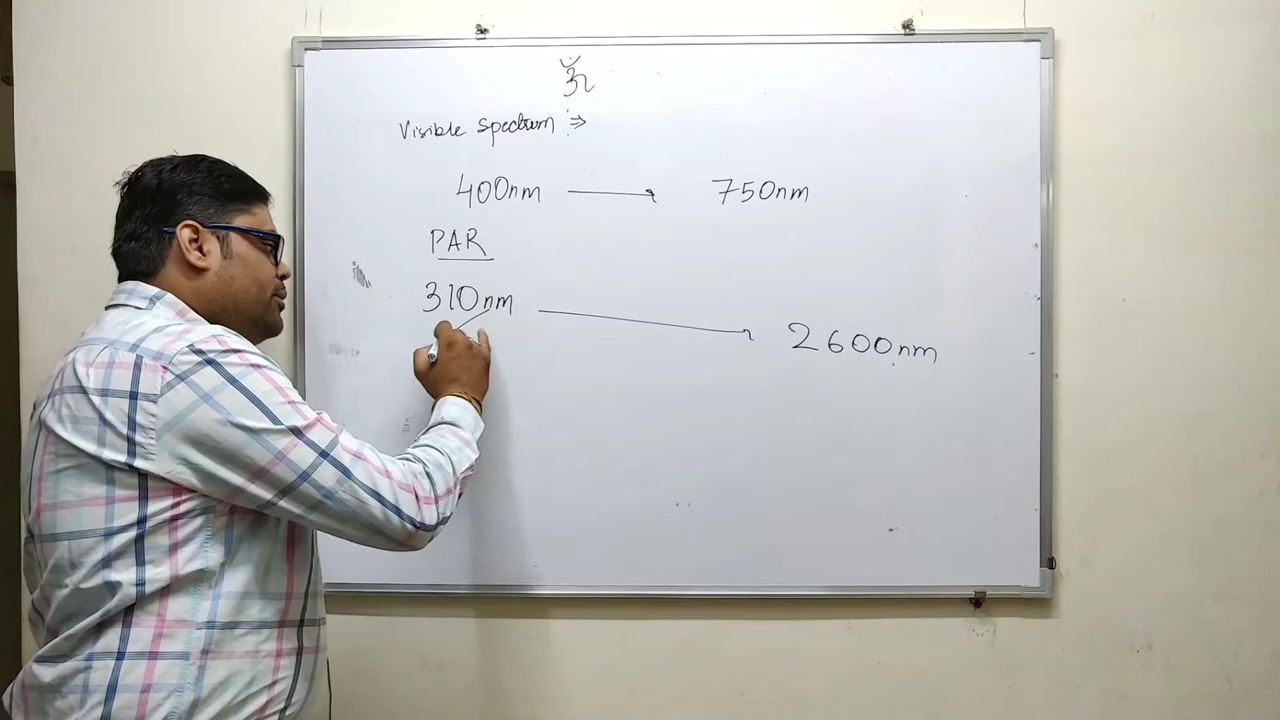 ॐ
Visible Spectrum :⇒
400nm → 750nm
PAR
310nm → 2600nm